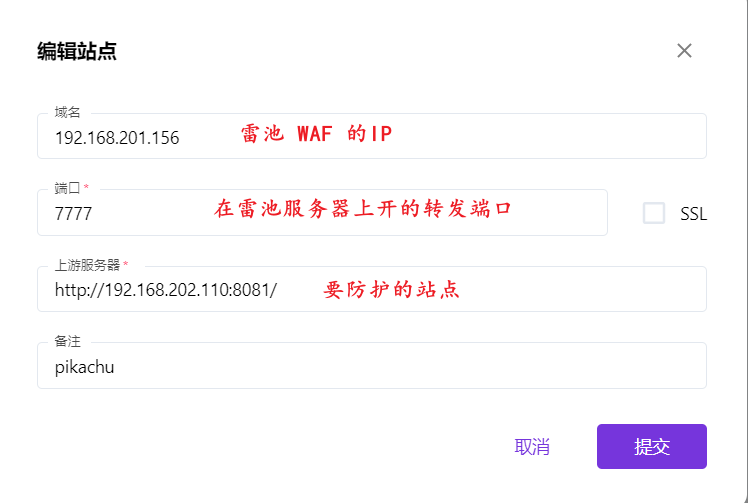 编辑站点
域名
192.168.201.156 雷池 WAF 的IP
端口 *
7777 在雷池服务器上开的转发端口 SSL
上游服务器 *
http://192.168.202.110:8081/ 要防护的站点
备注
pikachu
取消 提交